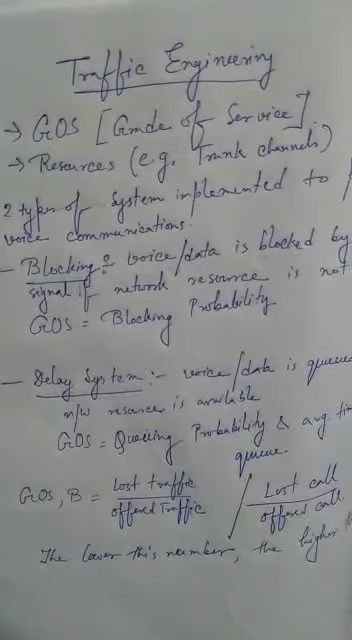 Traffic Engineering
→ GOS [Grade of Service].
→ Resources (e.g. Trunk channels)
2 types of system implemented to
voice communications.
- Blocking :- voice/data is blocked by
signal if network resource is not
GOS = Blocking Probability
- Delay System :- voice/data is queue
n/w resource is available
GOS = Queuing Probability & avg. tim
queue.
GOS, B = Lost traffic / offered Traffic / Lost call / offered call
The lower this number, the higher